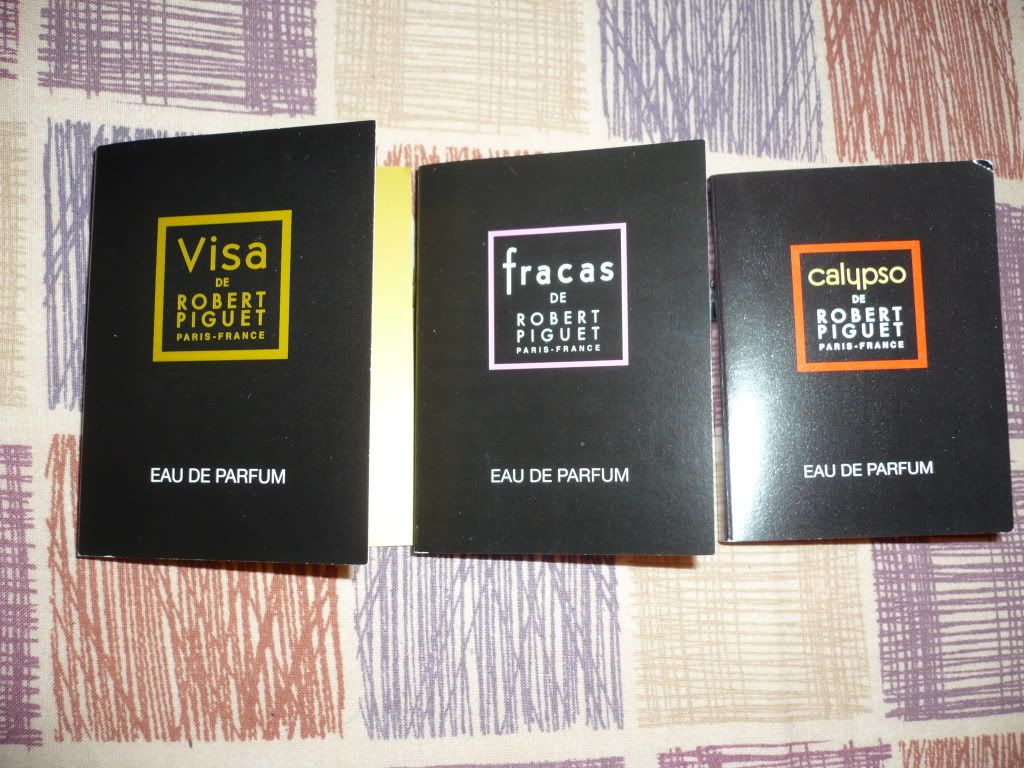 Visa
DE
ROBERT
PIGUET
PARIS-FRANCE
EAU DE PARFUM
fracas
DE
ROBERT
PIGUET
PARIS-FRANCE
EAU DE PARFUM
calypso
DE
ROBERT
PIGUET
PARIS-FRANCE
EAU DE PARFUM